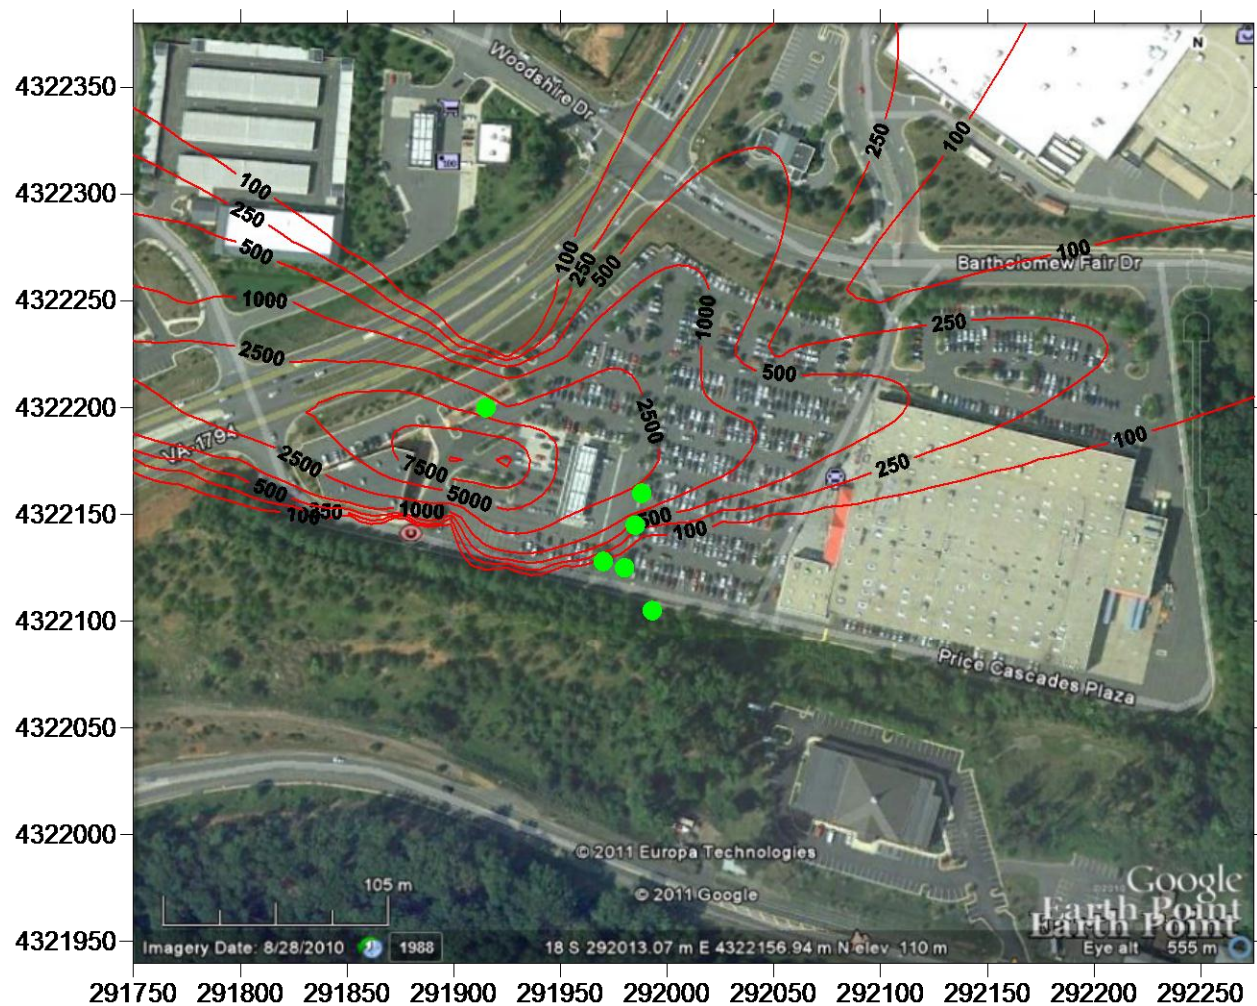 4322350
4322300
4322250
4322200
4322150
4322100
4322050
4322000
4321950
291750 291800 291850 291900 291950 292000 292050 292100 292150 292200 292250
N
Woodshire Dr
250
100
100
250
500
1000
2500
100
250
500
1000
100
Bartholomew Fair Dr
250
500
2500
VA-1794
2500
7500
5000
500
250
100
1000
500
100
250
100
Price Cascades Plaza
© 2011 Europa Technologies
© 2011 Google
105 m
Google
Earth Point
Earth Point
Imagery Date: 8/28/2010
1988
18 S 292013.07 m E 4322156.94 m N elev 110 m
Eye alt 555 m